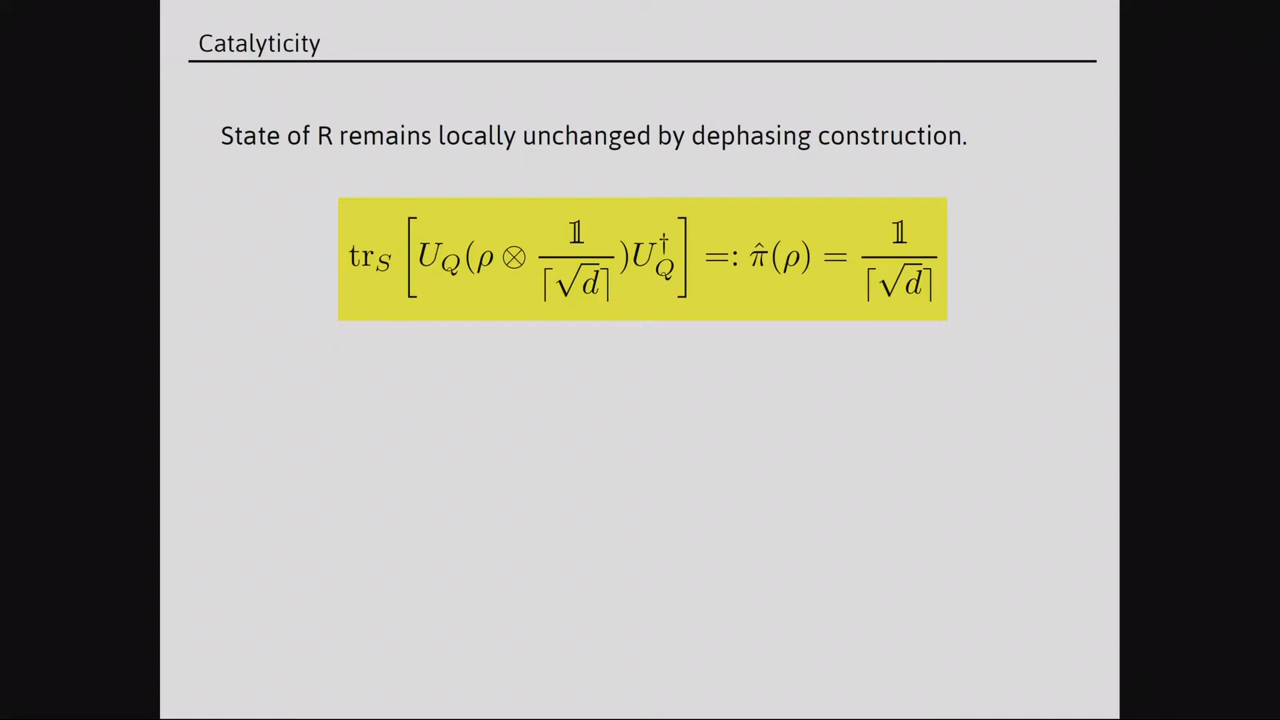 Catalyticity
State of R remains locally unchanged by dephasing construction.
tr_S [ U_Q(ρ ⊗ 𝟙/⌈√d⌉)U_Q^† ] =: π̂(ρ) = 𝟙/⌈√d⌉